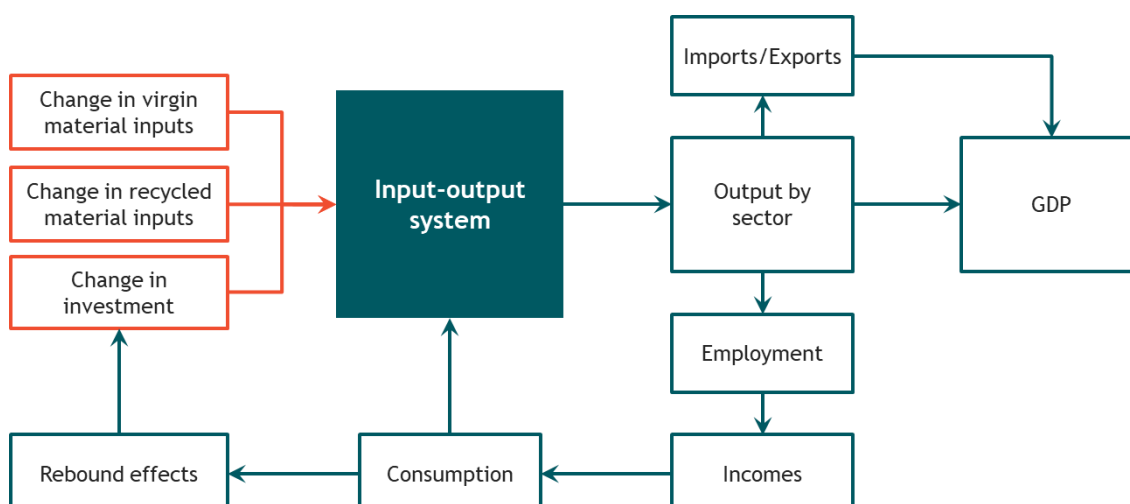 Change in virgin
material inputs
Change in recycled
material inputs
Change in
investment
Rebound effects
Input-output
system
Consumption
Imports/Exports
Output by
sector
Employment
Incomes
GDP